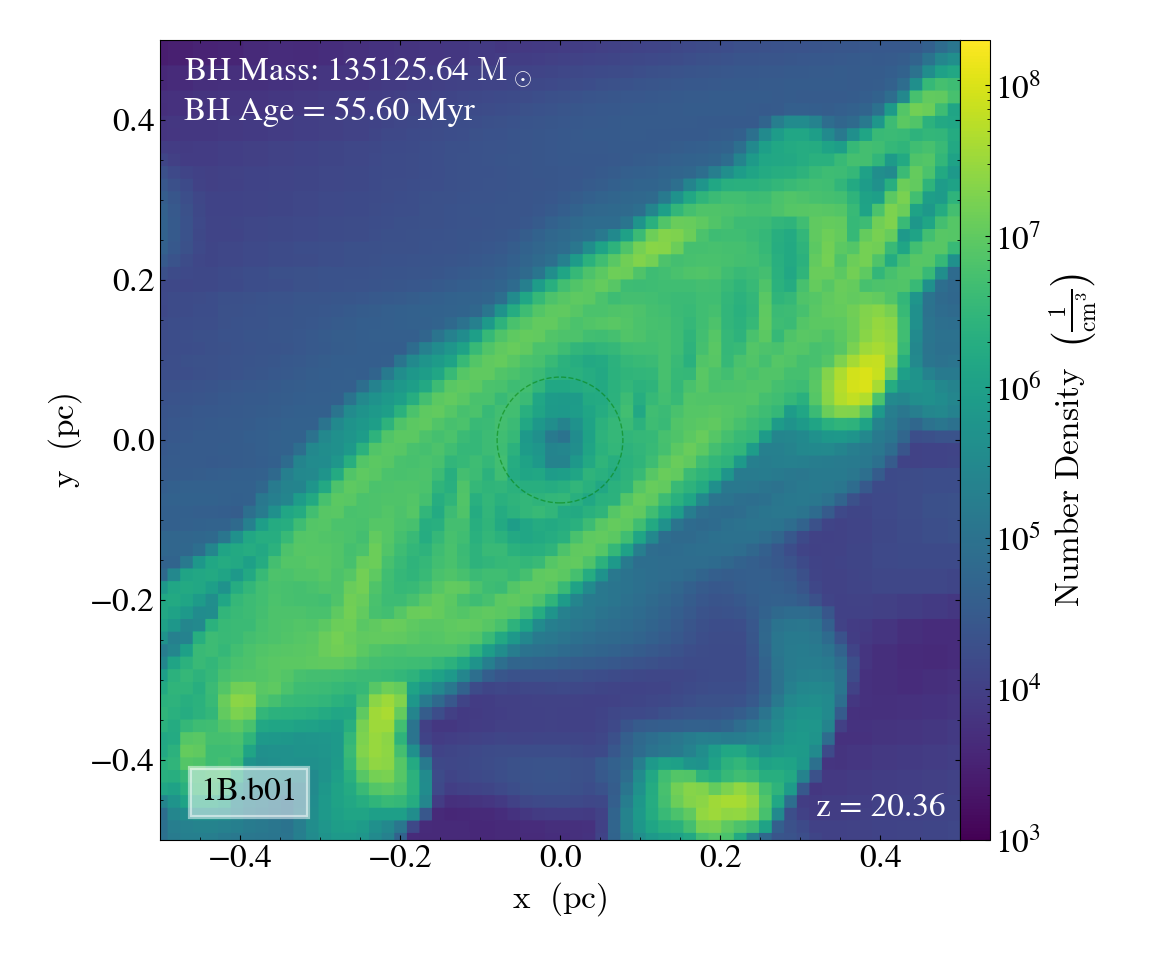 BH Mass: 135125.64 M⊙
BH Age = 55.60 Myr
0.4
0.2
0.0
−0.2
−0.4
y (pc)
1B.b01
z = 20.36
−0.4 −0.2 0.0 0.2 0.4
x (pc)
10⁸
10⁷
10⁶
10⁵
10⁴
10³
Number Density (1/cm³)